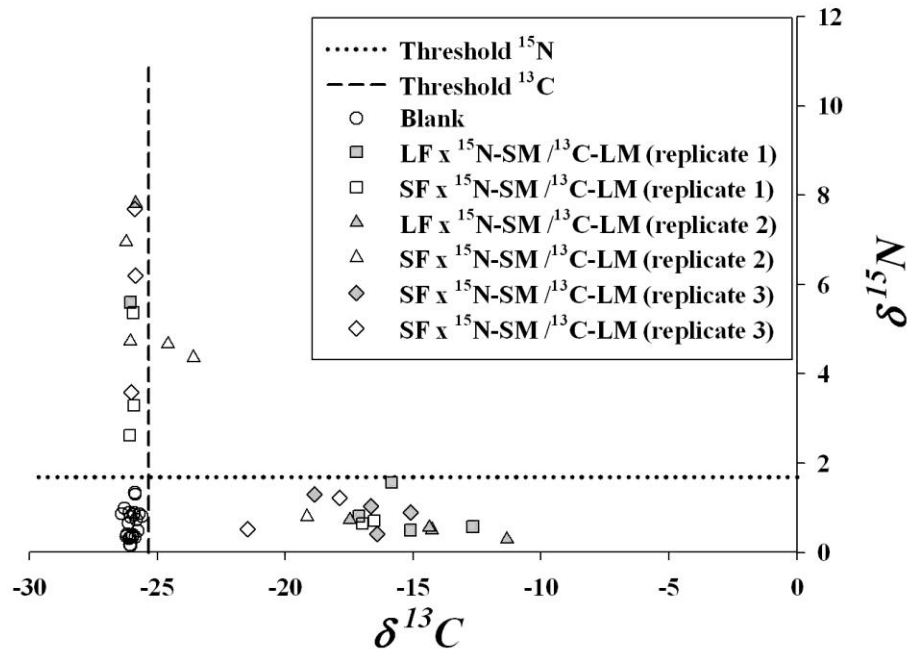 12
Threshold ¹⁵N
Threshold ¹³C
Blank
LF x ¹⁵N-SM /¹³C-LM (replicate 1)
SF x ¹⁵N-SM /¹³C-LM (replicate 1)
LF x ¹⁵N-SM /¹³C-LM (replicate 2)
SF x ¹⁵N-SM /¹³C-LM (replicate 2)
SF x ¹⁵N-SM /¹³C-LM (replicate 3)
SF x ¹⁵N-SM /¹³C-LM (replicate 3)
10
8
6
4
2
0
δ¹⁵N
-30 -25 -20 -15 -10 -5 0
δ¹³C